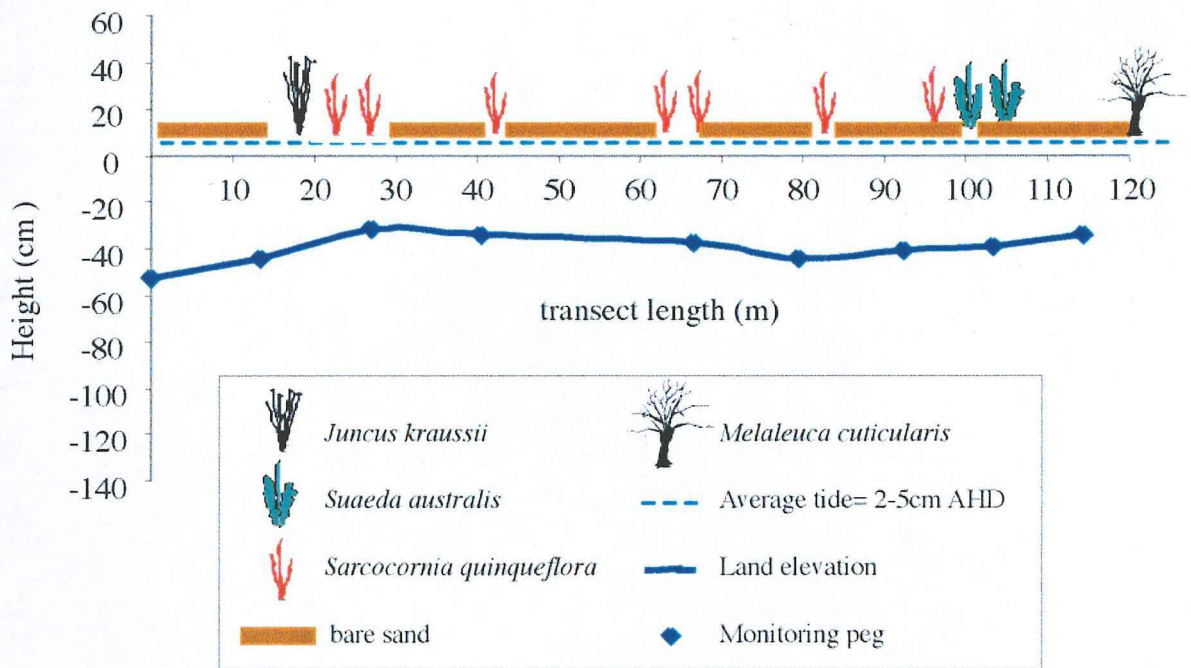 60
40
20
0
-20
-40
-60
-80
-100
-120
-140
Height (cm)
10 20 30 40 50 60 70 80 90 100 110 120
transect length (m)
Juncus kraussii
Melaleuca cuticularis
Suaeda australis
Average tide= 2-5cm AHD
Sarcocornia quinqueflora
Land elevation
bare sand
Monitoring peg